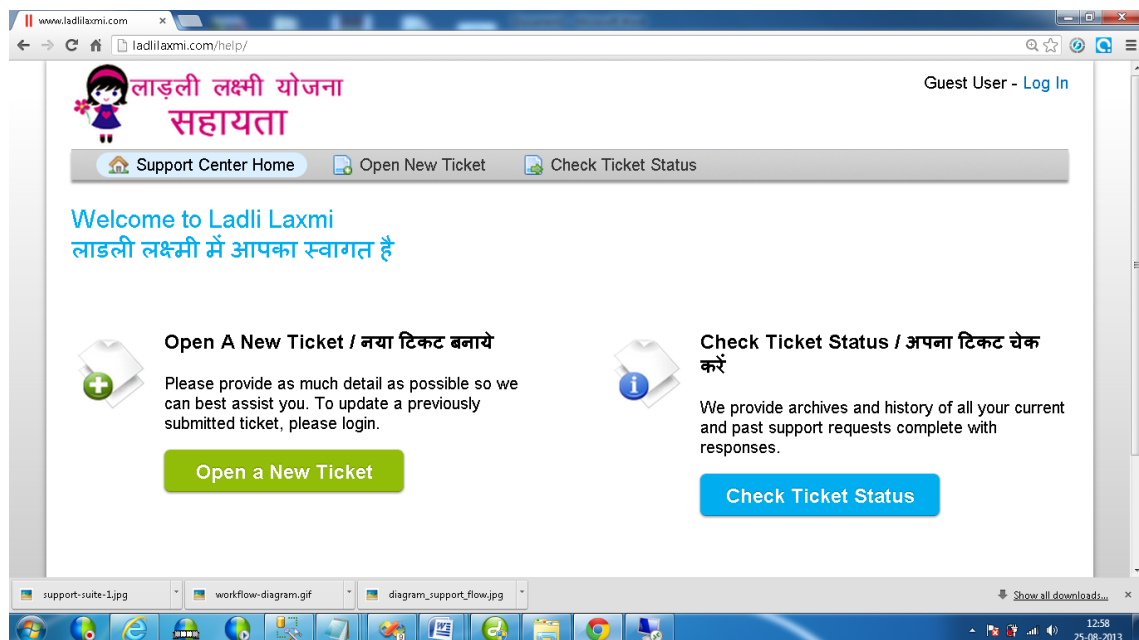 www.ladlilaxmi.com
ladlilaxmi.com/help/
लाड़ली लक्ष्मी योजना
सहायता
Guest User - Log In
Support Center Home
Open New Ticket
Check Ticket Status
Welcome to Ladli Laxmi
लाडली लक्ष्मी में आपका स्वागत है
Open A New Ticket / नया टिकट बनाये
Please provide as much detail as possible so we
can best assist you. To update a previously
submitted ticket, please login.
Open a New Ticket
Check Ticket Status / अपना टिकट चेक
करें
We provide archives and history of all your current
and past support requests complete with
responses.
Check Ticket Status
support-suite-1.jpg
workflow-diagram.gif
diagram_support_flow.jpg
Show all downloads...
12:58
25-08-2013